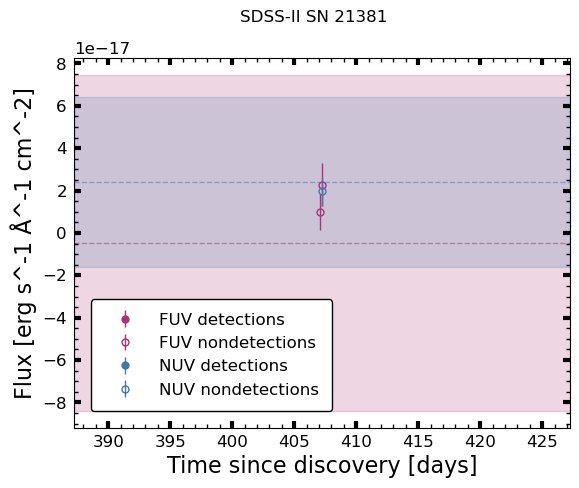 SDSS-II SN 21381
1e−17
Flux [erg s^-1 Å^-1 cm^-2]
8
6
4
2
0
−2
−4
−6
−8
FUV detections
FUV nondetections
NUV detections
NUV nondetections
390 395 400 405 410 415 420 425
Time since discovery [days]